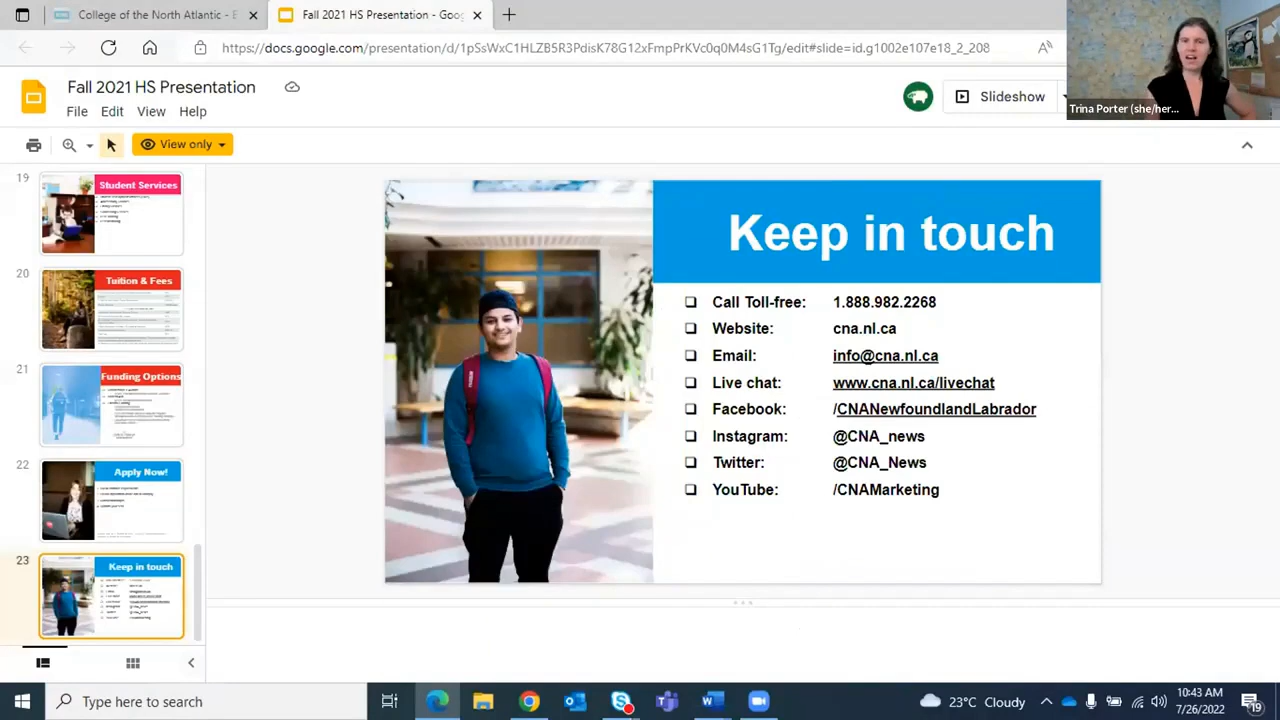 College of the North Atlantic -
Fall 2021 HS Presentation - Goog
https://docs.google.com/presentation/d/1pSsWxC1HLZB5R3PdisK78G12xFmpPrKVc0q0M4sG1Tg/edit#slide=id.g1002e107e18_2_208
Fall 2021 HS Presentation
File Edit View Help
Slideshow
Trina Porter (she/her...
View only
19
Student Services
20
Tuition & Fees
21
Funding Options
22
Apply Now!
23
Keep in touch
Keep in touch
Call Toll-free: 1.888.982.2268
Website: cna.nl.ca
Email: info@cna.nl.ca
Live chat: www.cna.nl.ca/livechat
Facebook: /CNANewfoundlandLabrador
Instagram: @CNA_news
Twitter: @CNA_News
YouTube: /CNAMarketing
Type here to search
23°C Cloudy
10:43 AM
7/26/2022
19